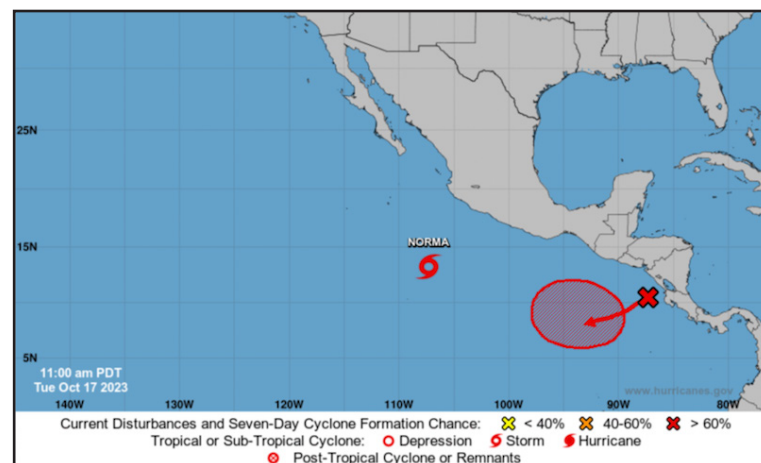 25N
NORMA
15N
5N
11:00 am PDT
Tue Oct 17 2023
www.hurricanes.gov
140W 130W 120W 110W 100W 90W 80W
Current Disturbances and Seven-Day Cyclone Formation Chance: < 40% 40-60% > 60%
Tropical or Sub-Tropical Cyclone: Depression Storm Hurricane
Post-Tropical Cyclone or Remnants